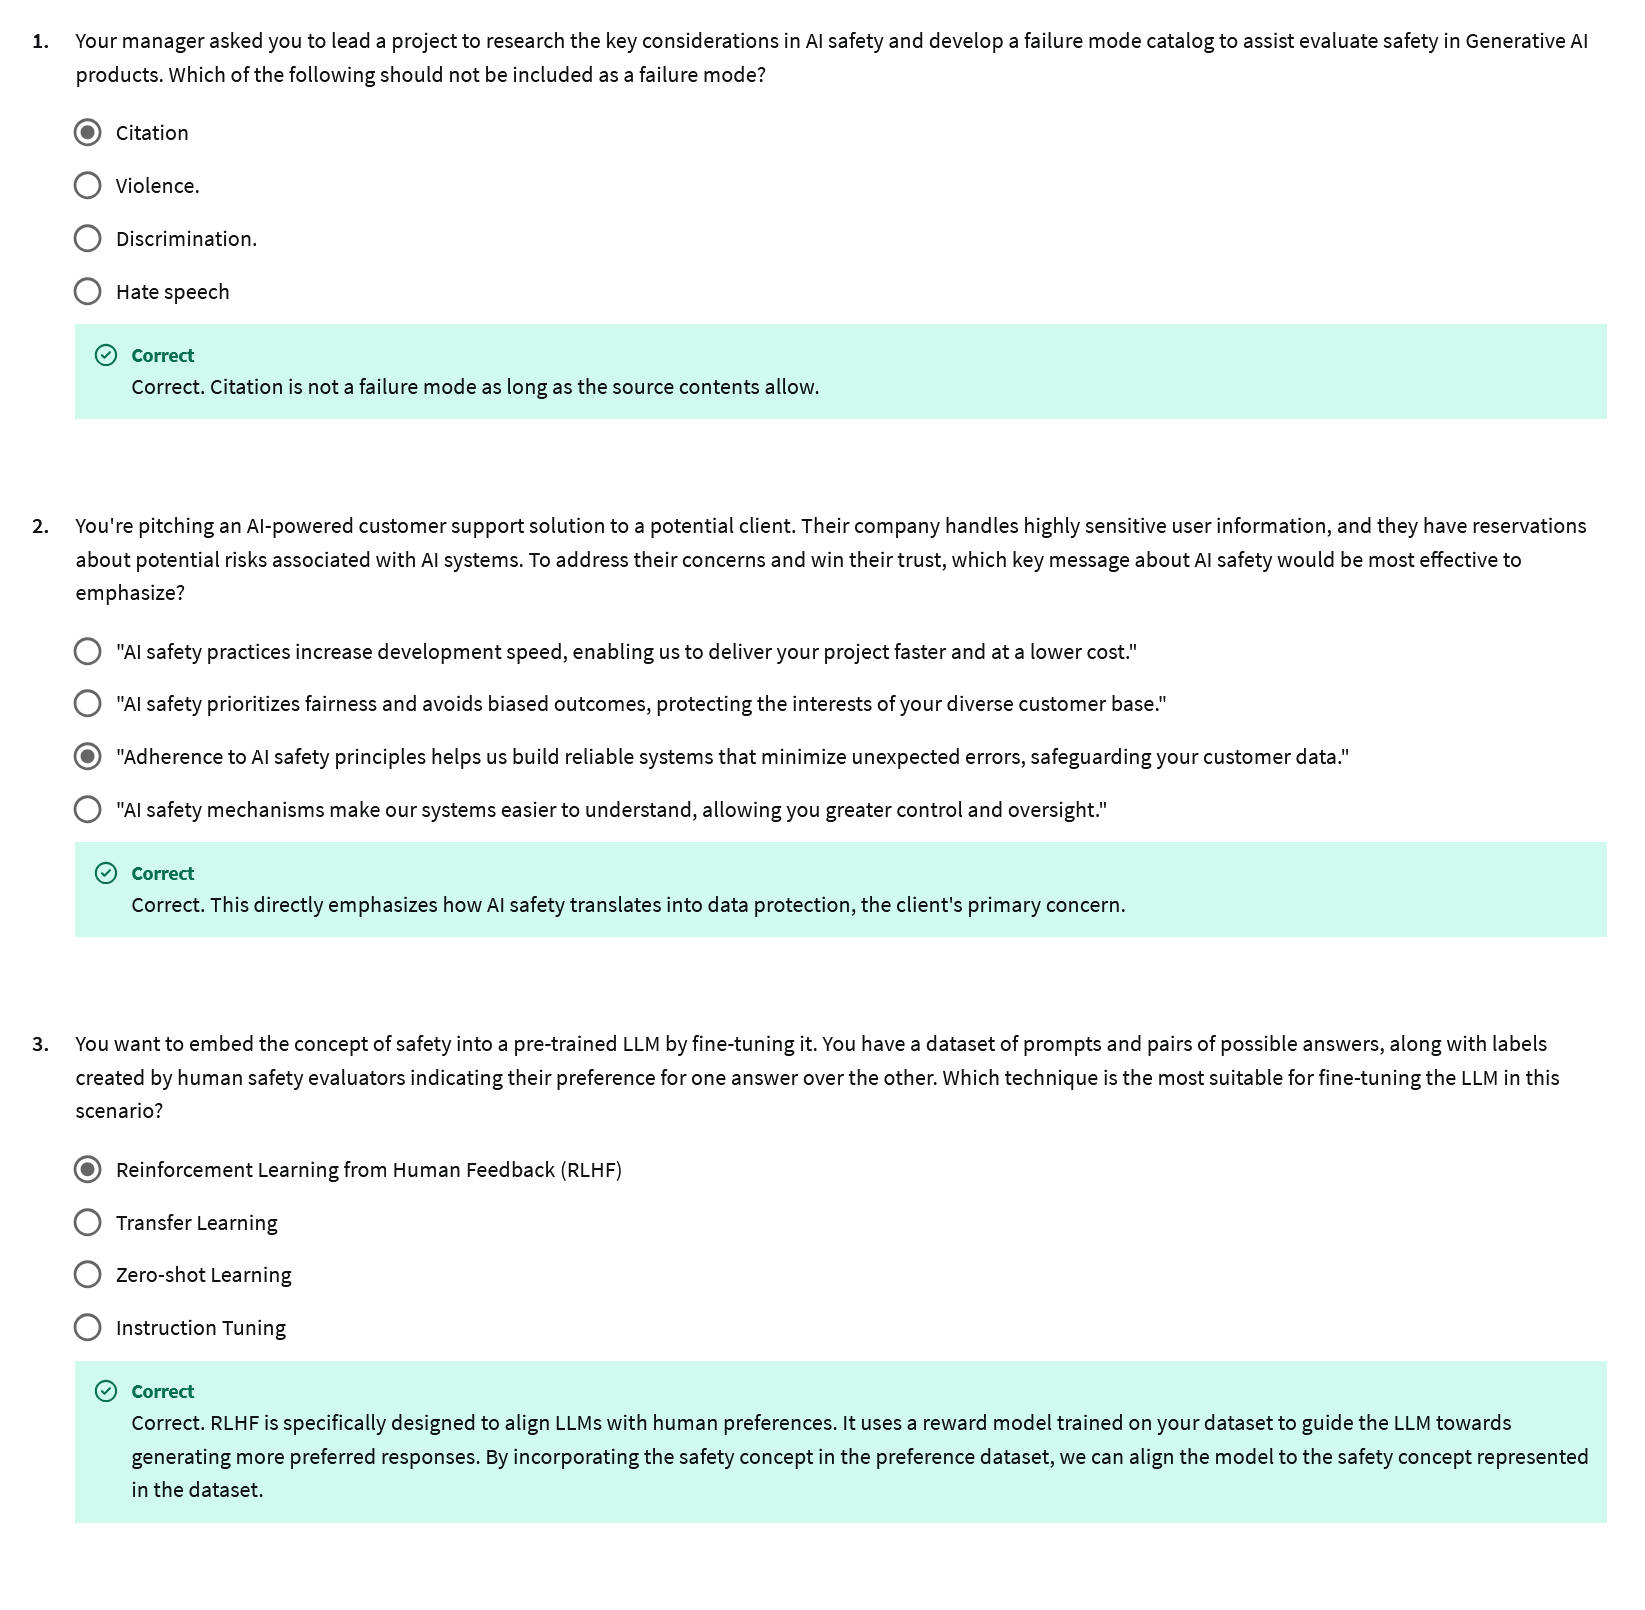 1. Your manager asked you to lead a project to research the key considerations in AI safety and develop a failure mode catalog to assist evaluate safety in Generative AI
products. Which of the following should not be included as a failure mode?
Citation
Violence.
Discrimination.
Hate speech
Correct
Correct. Citation is not a failure mode as long as the source contents allow.
2. You're pitching an AI-powered customer support solution to a potential client. Their company handles highly sensitive user information, and they have reservations
about potential risks associated with AI systems. To address their concerns and win their trust, which key message about AI safety would be most effective to
emphasize?
"AI safety practices increase development speed, enabling us to deliver your project faster and at a lower cost."
"AI safety prioritizes fairness and avoids biased outcomes, protecting the interests of your diverse customer base."
"Adherence to AI safety principles helps us build reliable systems that minimize unexpected errors, safeguarding your customer data."
"AI safety mechanisms make our systems easier to understand, allowing you greater control and oversight."
Correct
Correct. This directly emphasizes how AI safety translates into data protection, the client's primary concern.
3. You want to embed the concept of safety into a pre-trained LLM by fine-tuning it. You have a dataset of prompts and pairs of possible answers, along with labels
created by human safety evaluators indicating their preference for one answer over the other. Which technique is the most suitable for fine-tuning the LLM in this
scenario?
Reinforcement Learning from Human Feedback (RLHF)
Transfer Learning
Zero-shot Learning
Instruction Tuning
Correct
Correct. RLHF is specifically designed to align LLMs with human preferences. It uses a reward model trained on your dataset to guide the LLM towards
generating more preferred responses. By incorporating the safety concept in the preference dataset, we can align the model to the safety concept represented
in the dataset.